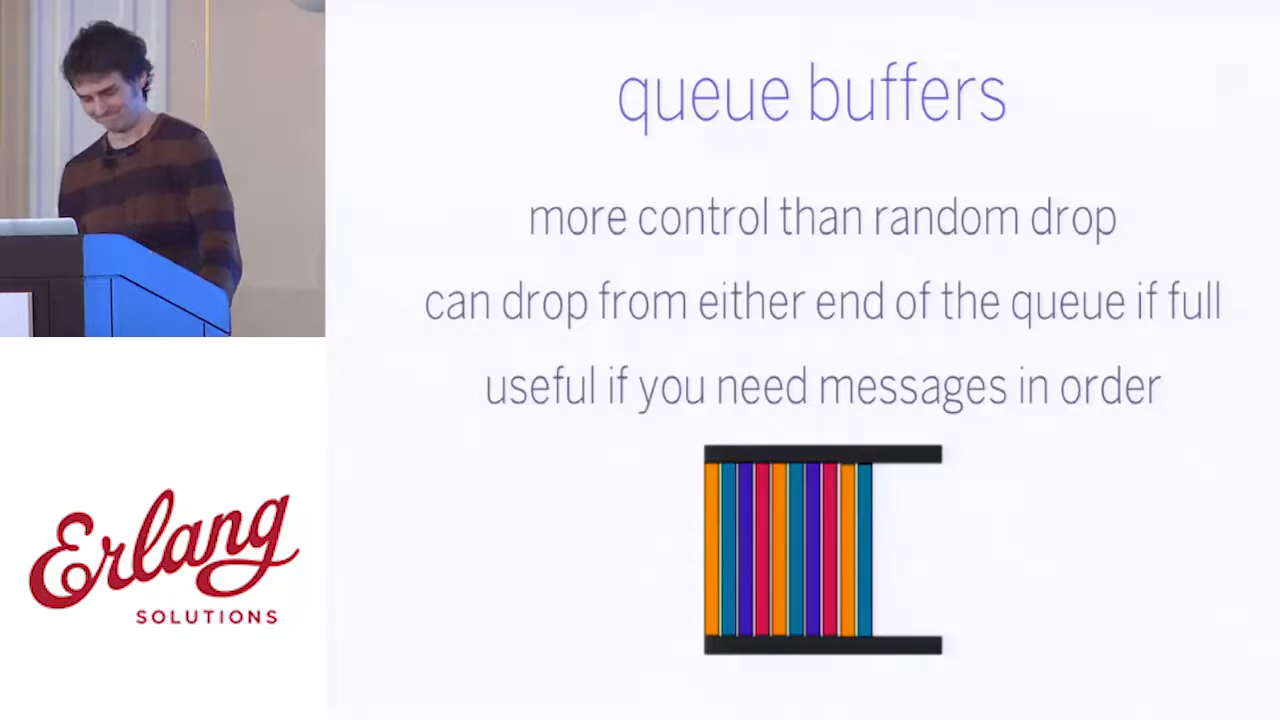 queue buffers
more control than random drop
can drop from either end of the queue if full
useful if you need messages in order
Erlang
SOLUTIONS